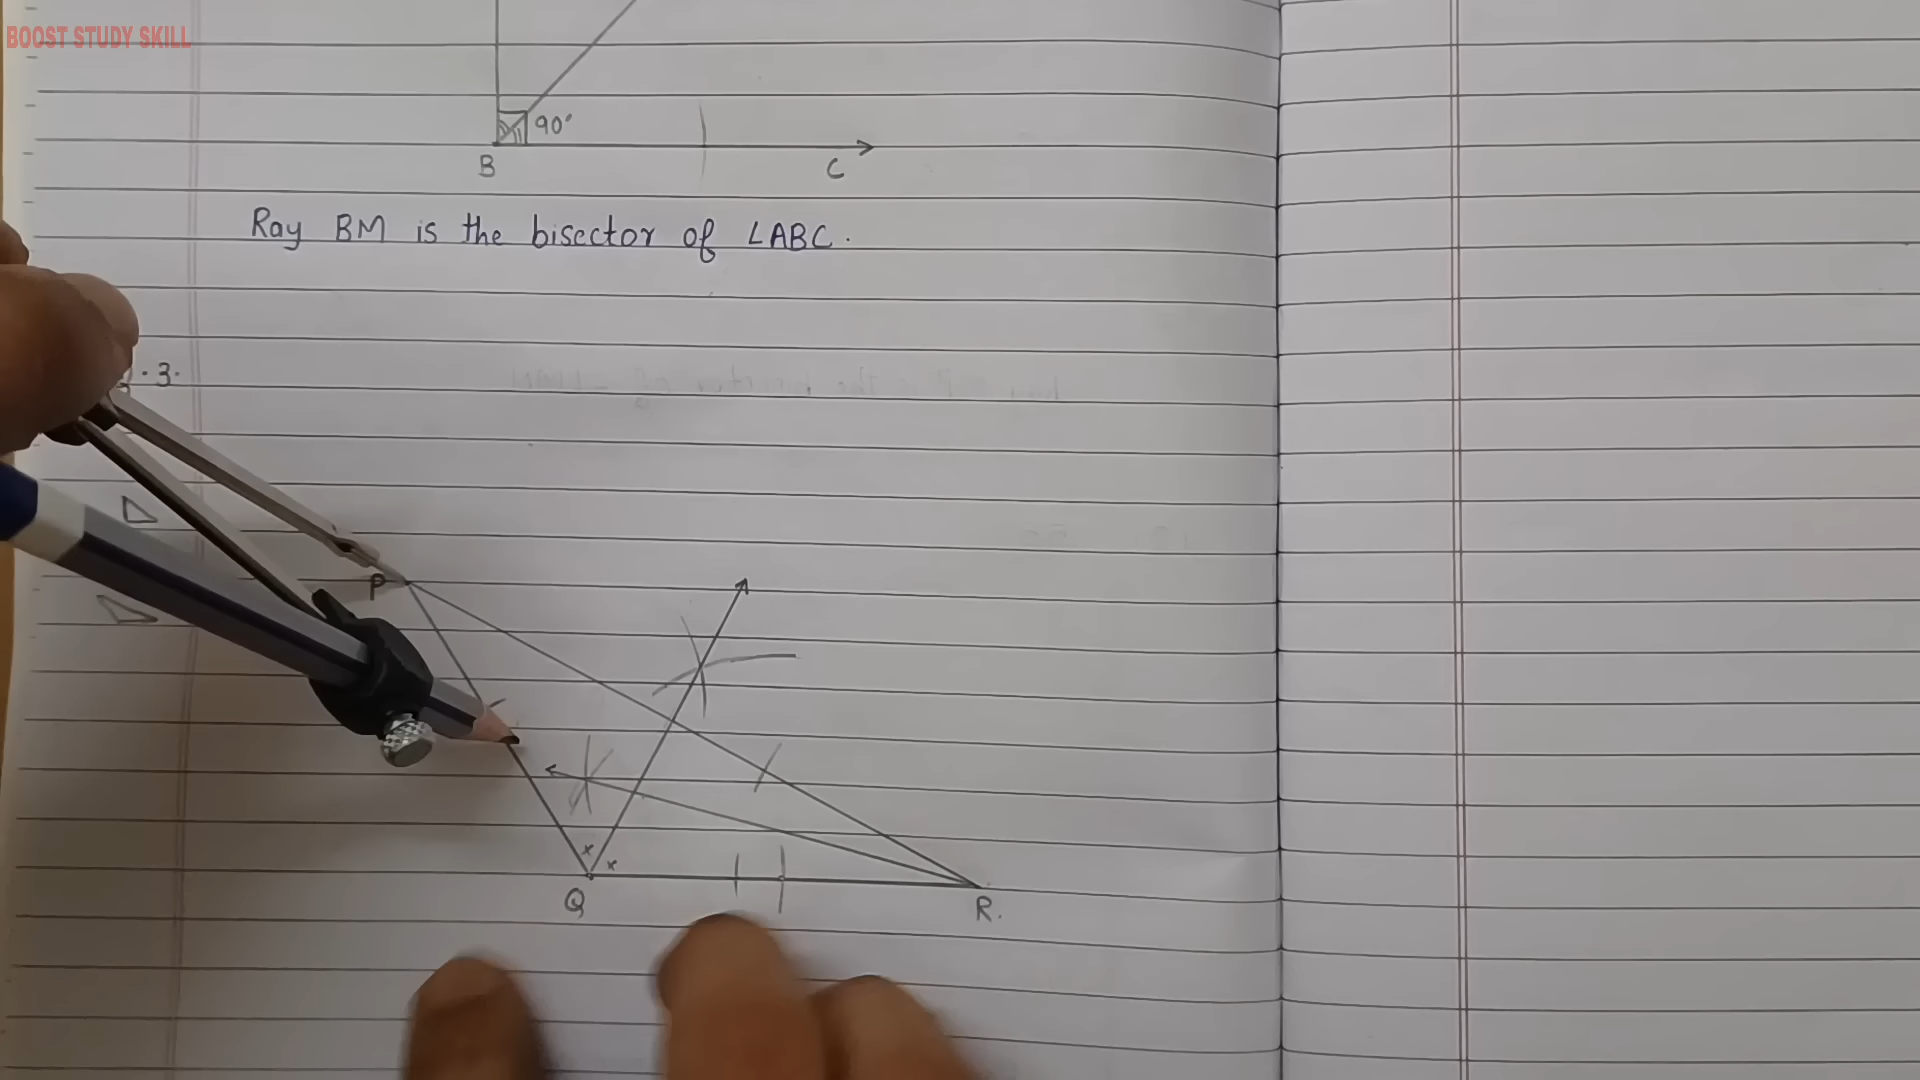 BOOST STUDY SKILL
90°
B
C
Ray BM is the bisector of ∠ABC.
.3.
P
x
x
Q
R.